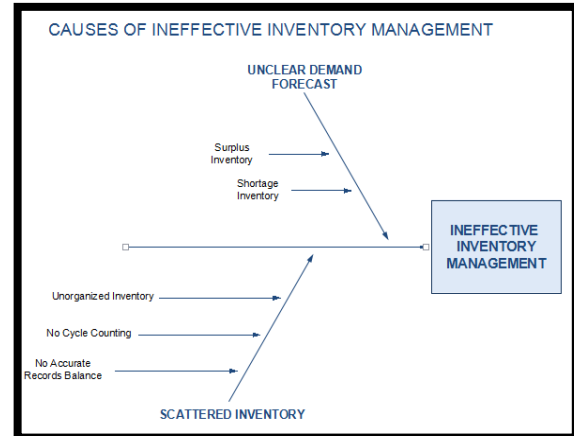 CAUSES OF INEFFECTIVE INVENTORY MANAGEMENT
UNCLEAR DEMAND
FORECAST
Surplus
Inventory
Shortage
Inventory
INEFFECTIVE
INVENTORY
MANAGEMENT
Unorganized Inventory
No Cycle Counting
No Accurate
Records Balance
SCATTERED INVENTORY